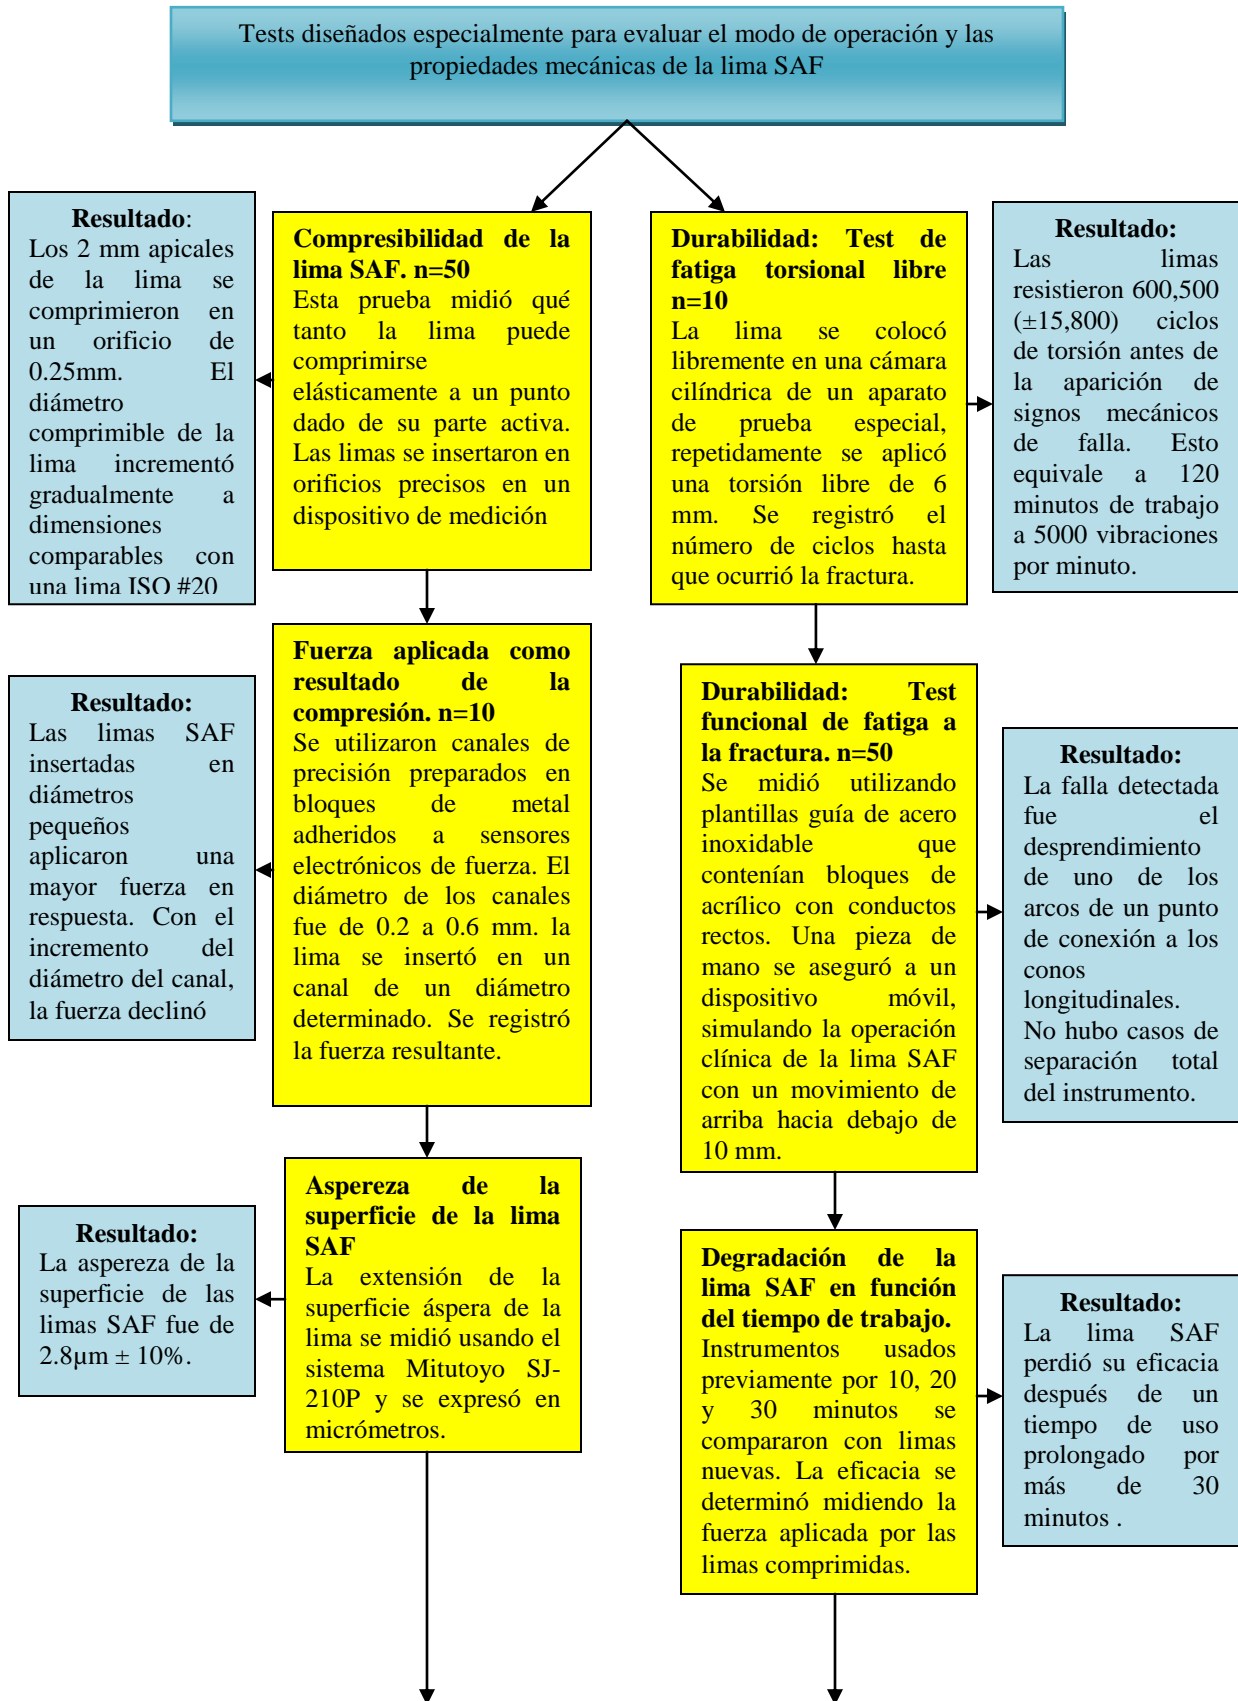 Tests diseñados especialmente para evaluar el modo de operación y las
propiedades mecánicas de la lima SAF
Resultado:
Los 2 mm apicales
de la lima se
comprimieron en
un orificio de
0.25mm. El
diámetro
comprimible de la
lima incrementó
gradualmente a
dimensiones
comparables con
una lima ISO #20
Compresibilidad de la
lima SAF. n=50
Esta prueba midió qué
tanto la lima puede
comprimirse
elásticamente a un punto
dado de su parte activa.
Las limas se insertaron en
orificios precisos en un
dispositivo de medición
Durabilidad: Test de
fatiga torsional libre
n=10
La lima se colocó
libremente en una cámara
cilíndrica de un aparato
de prueba especial,
repetidamente se aplicó
una torsión libre de 6
mm. Se registró el
número de ciclos hasta
que ocurrió la fractura.
Resultado:
Las limas
resistieron 600,500
(±15,800) ciclos
de torsión antes de
la aparición de
signos mecánicos
de falla. Esto
equivale a 120
minutos de trabajo
a 5000 vibraciones
por minuto.
Resultado:
Las limas SAF
insertadas en
diámetros
pequeños
aplicaron una
mayor fuerza en
respuesta. Con el
incremento del
diámetro del canal,
la fuerza declinó
Fuerza aplicada como
resultado de la
compresión. n=10
Se utilizaron canales de
precisión preparados en
bloques de metal
adheridos a sensores
electrónicos de fuerza. El
diámetro de los canales
fue de 0.2 a 0.6 mm. la
lima se insertó en un
canal de un diámetro
determinado. Se registró
la fuerza resultante.
Durabilidad: Test
funcional de fatiga a
la fractura. n=50
Se midió utilizando
plantillas guía de acero
inoxidable que
contenían bloques de
acrílico con conductos
rectos. Una pieza de
mano se aseguró a un
dispositivo móvil,
simulando la operación
clínica de la lima SAF
con un movimiento de
arriba hacia debajo de
10 mm.
Resultado:
La falla detectada
fue el
desprendimiento
de uno de los
arcos de un punto
de conexión a los
conos
longitudinales.
No hubo casos de
separación total
del instrumento.
Resultado:
La aspereza de la
superficie de las
limas SAF fue de
2.8µm ± 10%.
Aspereza de la
superficie de la lima
SAF
La extensión de la
superficie áspera de la
lima se midió usando el
sistema Mitutoyo SJ-
210P y se expresó en
micrómetros.
Degradación de la
lima SAF en función
del tiempo de trabajo.
Instrumentos usados
previamente por 10, 20
y 30 minutos se
compararon con limas
nuevas. La eficacia se
determinó midiendo la
fuerza aplicada por las
limas comprimidas.
Resultado:
La lima SAF
perdió su eficacia
después de un
tiempo de uso
prolongado por
más de 30
minutos .